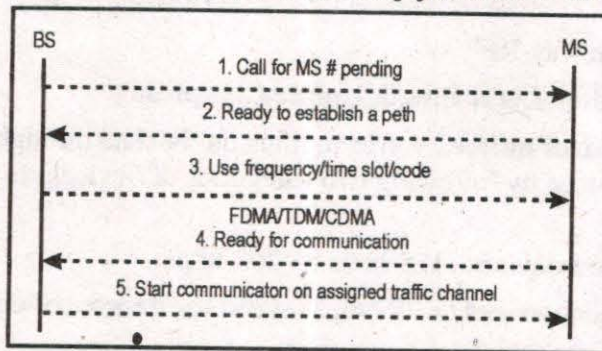 BS
MS
1. Call for MS # pending
2. Ready to establish a peth
3. Use frequency/time slot/code
FDMA/TDM/CDMA
4. Ready for communication
5. Start communicaton on assigned traffic channel